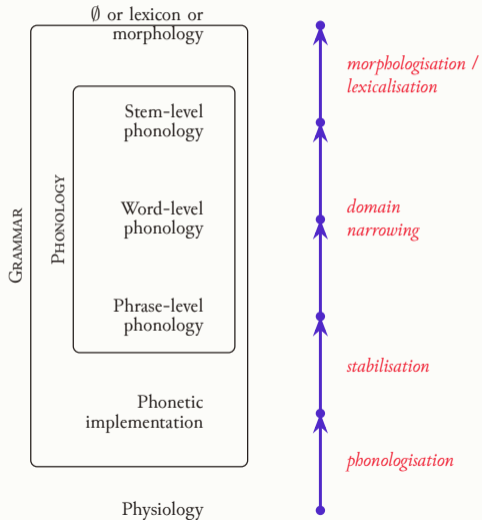 ∅ or lexicon or
morphology
morphologisation /
lexicalisation
Stem-level
phonology
Word-level
phonology
domain
narrowing
Phrase-level
phonology
GRAMMAR
PHONOLOGY
stabilisation
Phonetic
implementation
phonologisation
Physiology